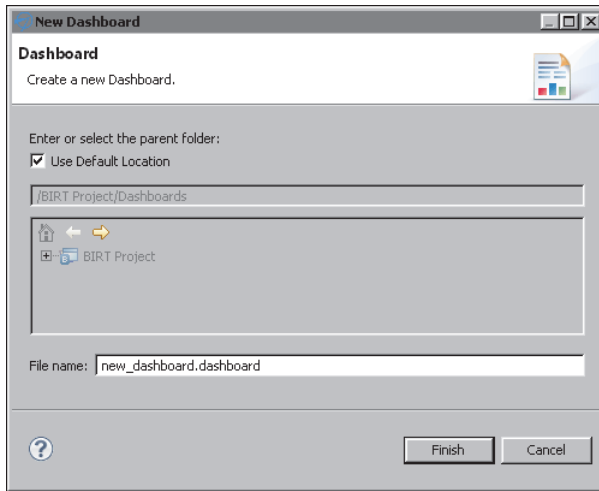 New Dashboard
Dashboard
Create a new Dashboard.
Enter or select the parent folder:
Use Default Location
/BIRT Project/Dashboards
BIRT Project
File name: new_dashboard.dashboard
?
Finish Cancel